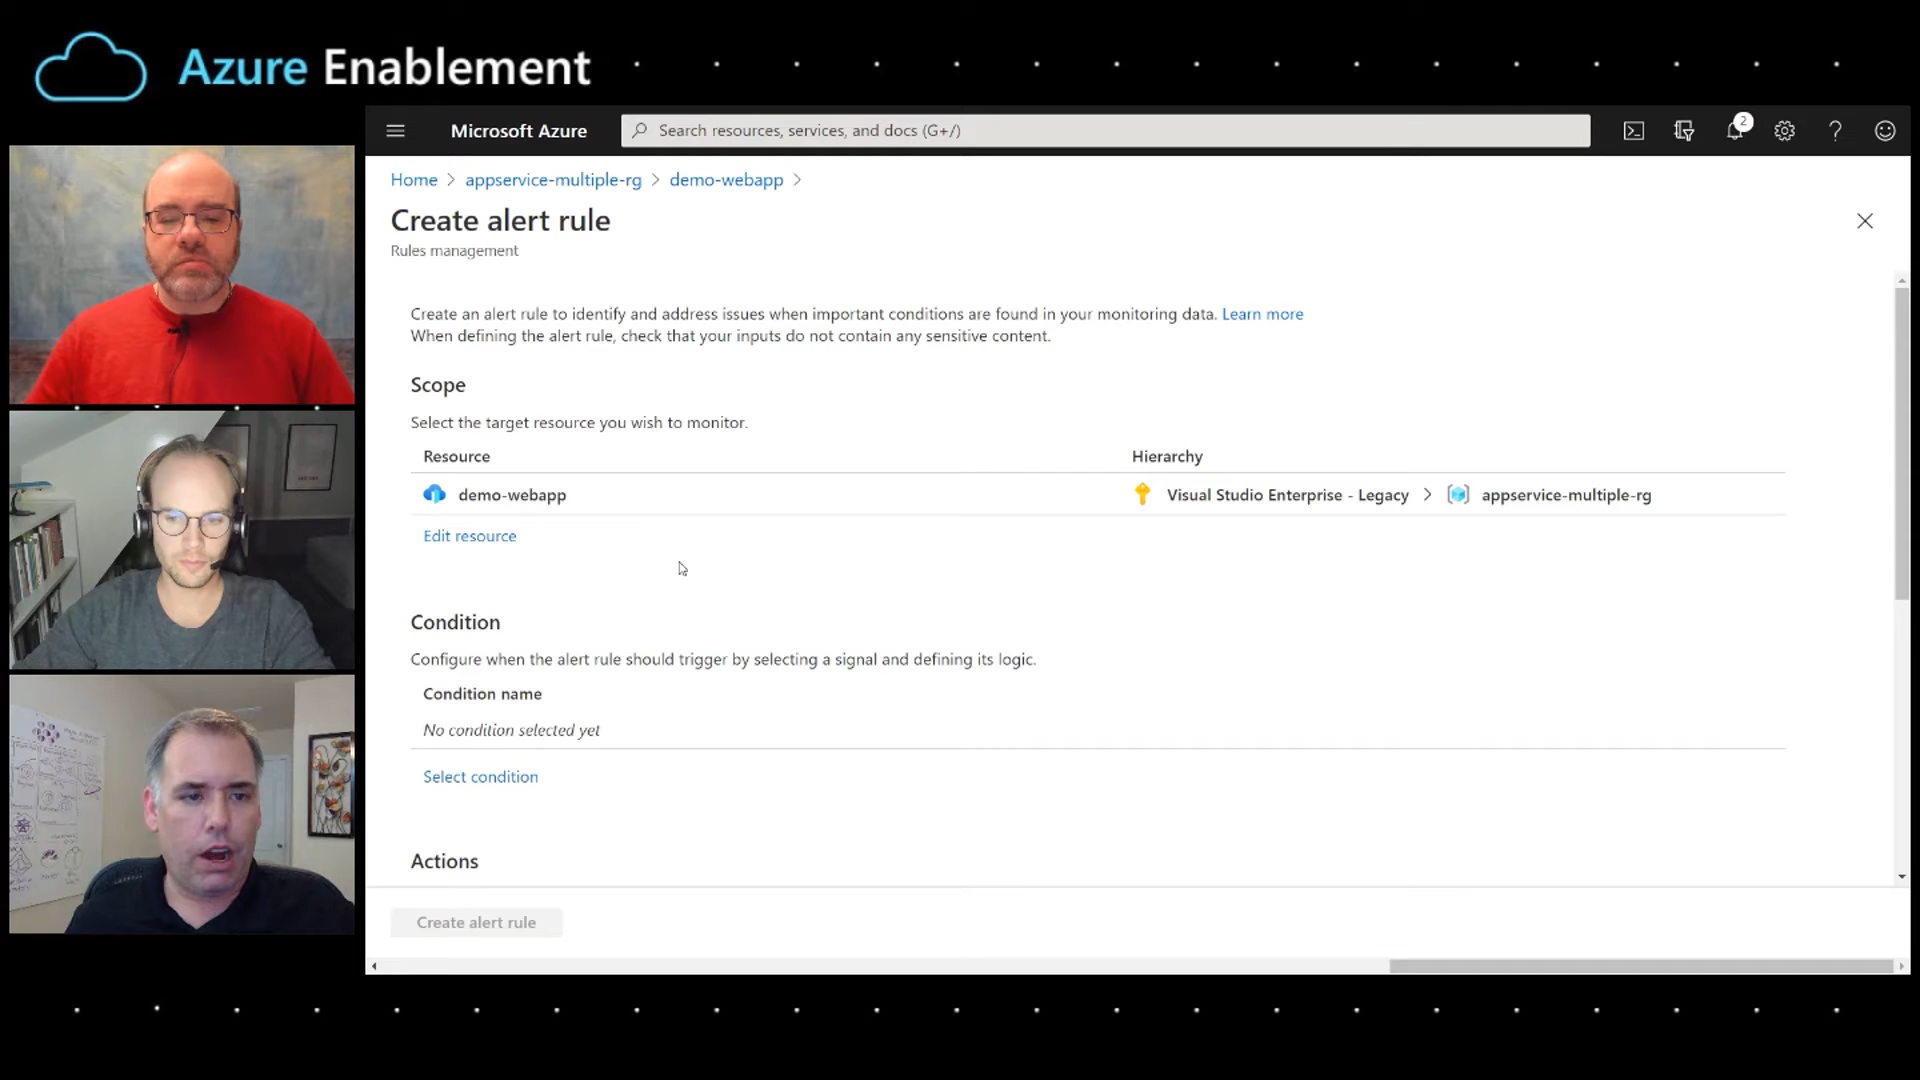 Azure Enablement
Microsoft Azure
Search resources, services, and docs (G+/)
2
Home > appservice-multiple-rg > demo-webapp >
Create alert rule
Rules management
Create an alert rule to identify and address issues when important conditions are found in your monitoring data. Learn more
When defining the alert rule, check that your inputs do not contain any sensitive content.
Scope
Select the target resource you wish to monitor.
Resource Hierarchy
demo-webapp Visual Studio Enterprise - Legacy > appservice-multiple-rg
Edit resource
Condition
Configure when the alert rule should trigger by selecting a signal and defining its logic.
Condition name
No condition selected yet
Select condition
Actions
Create alert rule